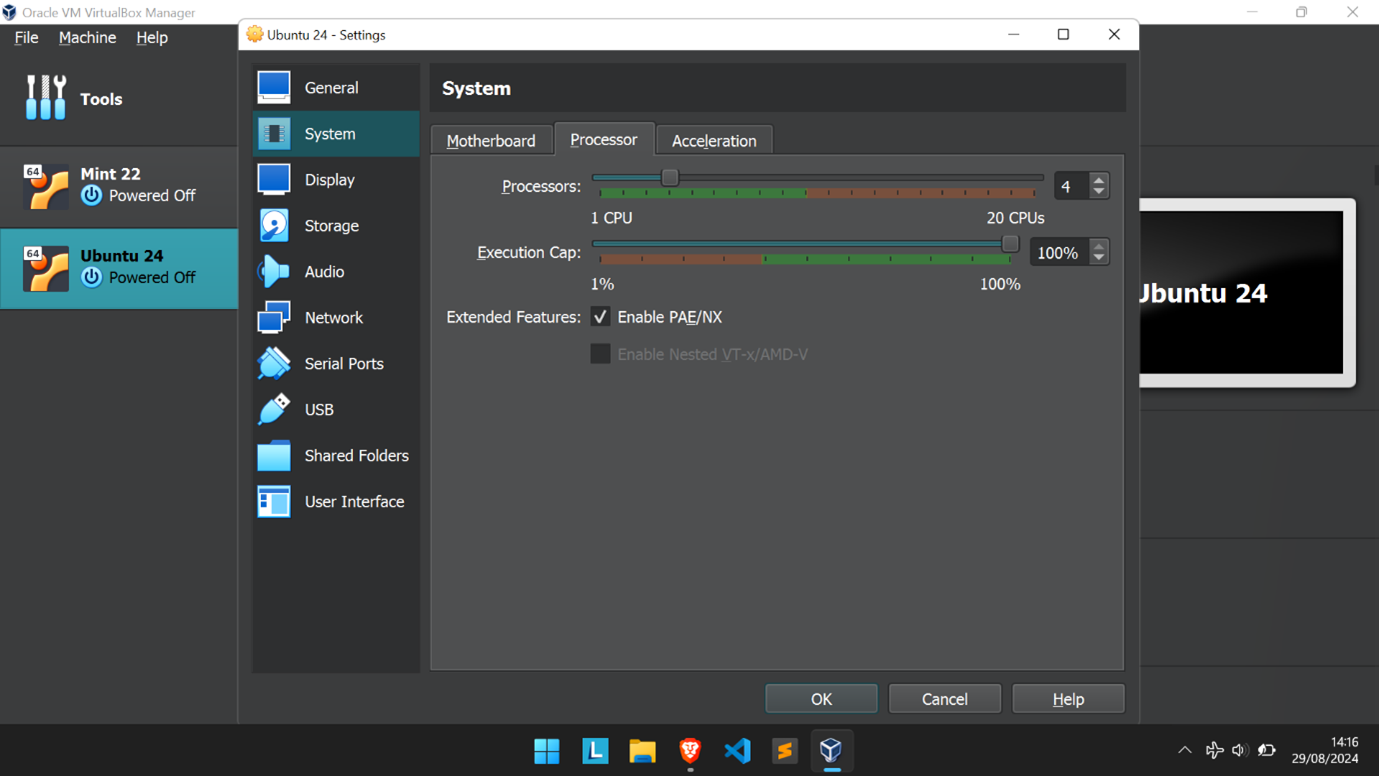 Oracle VM VirtualBox Manager
File Machine Help
Tools
64
Mint 22
Powered Off
64
Ubuntu 24
Powered Off
Ubuntu 24 - Settings
General
System
Display
Storage
Audio
Network
Serial Ports
USB
Shared Folders
User Interface
System
Motherboard Processor Acceleration
Processors: 4
1 CPU 20 CPUs
Execution Cap: 100%
1% 100%
Extended Features: Enable PAE/NX
Enable Nested VT-x/AMD-V
OK Cancel Help
Ubuntu 24
L
14:16
29/08/2024